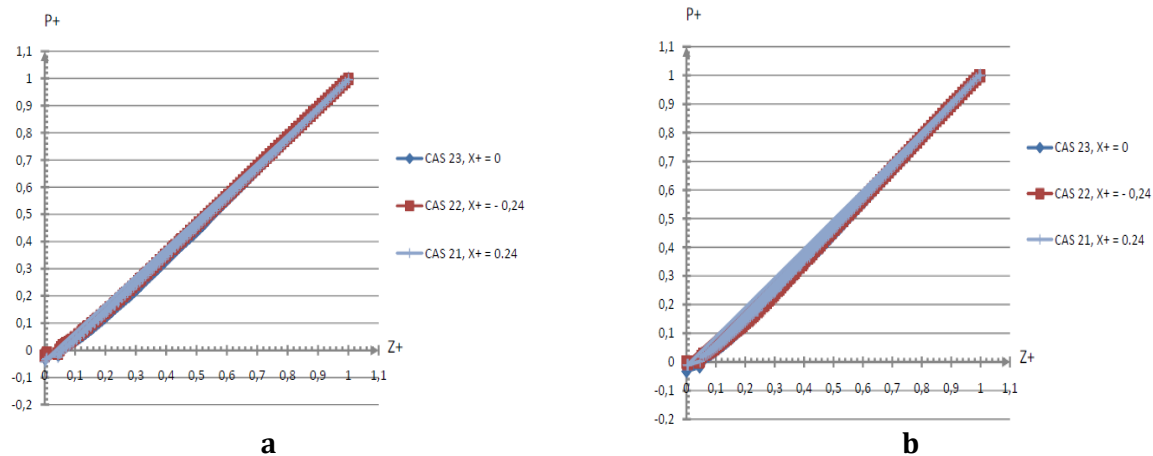 P+
1,1
1
0,9
0,8
0,7
0,6
0,5
0,4
0,3
0,2
0,1
0
-0,1
-0,2
0 0,1 0,2 0,3 0,4 0,5 0,6 0,7 0,8 0,9 1 1,1
Z+
CAS 23, X+ = 0
CAS 22, X+ = - 0,24
CAS 21, X+ = 0.24
a
P+
1,1
1
0,9
0,8
0,7
0,6
0,5
0,4
0,3
0,2
0,1
0
-0,1
-0,2
0 0,1 0,2 0,3 0,4 0,5 0,6 0,7 0,8 0,9 1 1,1
Z+
CAS 23, X+ = 0
CAS 22, X+ = - 0,24
CAS 21, X+ = 0.24
b